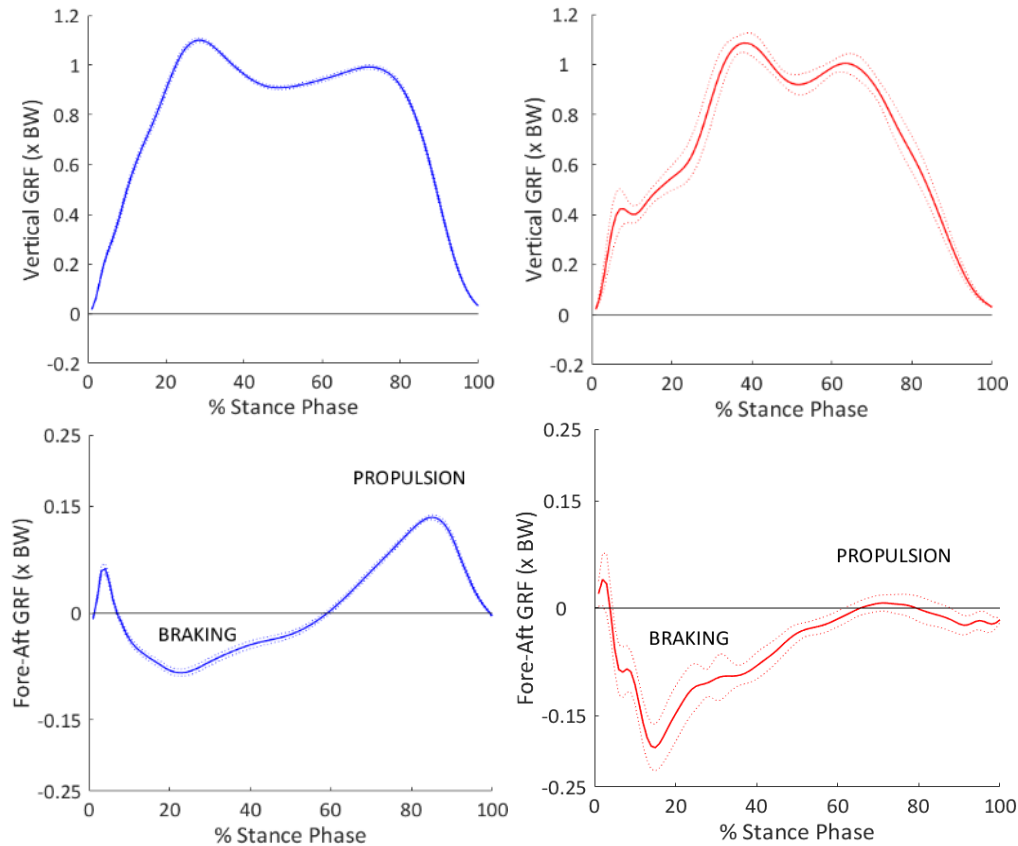 1.2
1
0.8
0.6
0.4
0.2
0
-0.2
Vertical GRF (x BW)
0 20 40 60 80 100
% Stance Phase
1.2
1
0.8
0.6
0.4
0.2
0
-0.2
Vertical GRF (x BW)
0 20 40 60 80 100
% Stance Phase
0.25
0.15
0
-0.15
-0.25
Fore-Aft GRF (x BW)
PROPULSION
BRAKING
0 20 40 60 80 100
% Stance Phase
0.25
0.15
0
-0.15
-0.25
Fore-Aft GRF (x BW)
PROPULSION
BRAKING
0 20 40 60 80 100
% Stance Phase